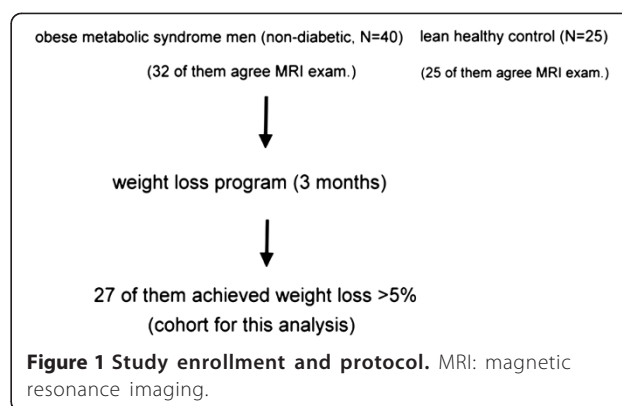 obese metabolic syndrome men (non-diabetic, N=40) lean healthy control (N=25)
(32 of them agree MRI exam.) (25 of them agree MRI exam.)
weight loss program (3 months)
27 of them achieved weight loss >5%
(cohort for this analysis)
Figure 1 Study enrollment and protocol. MRI: magnetic
resonance imaging.